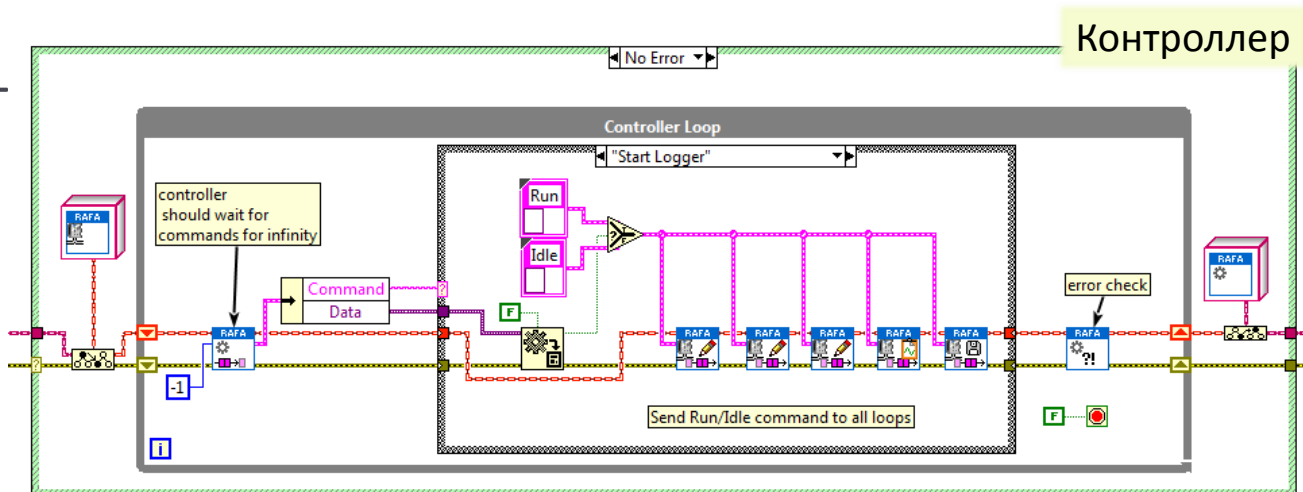 Контроллер
No Error
Controller Loop
"Start Logger"
controller
should wait for
commands for infinity
Run
Idle
RAFA
RAFA
Command
Data
error check
F
RAFA
RAFA
RAFA
RAFA
RAFA
RAFA
RAFA
?!
-1
Send Run/Idle command to all loops
F
i